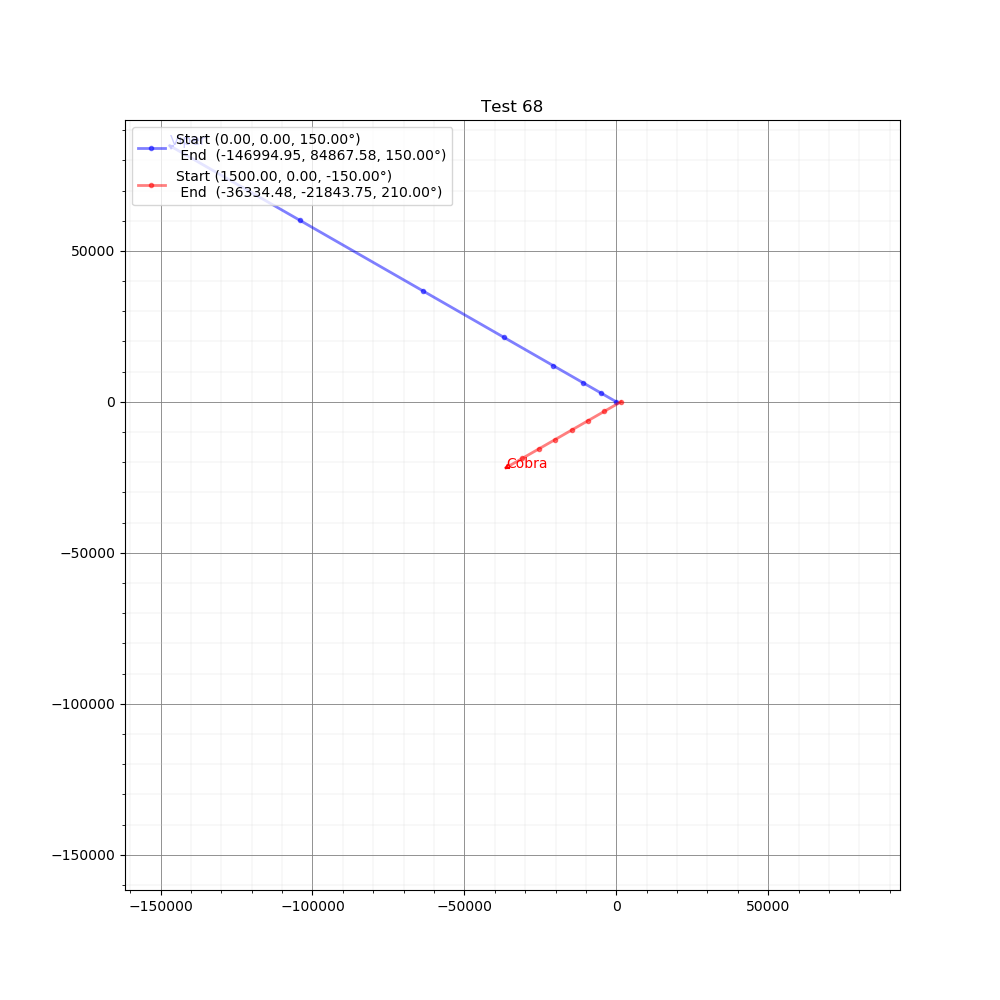 Test 68
Start (0.00, 0.00, 150.00°)
End (-146994.95, 84867.58, 150.00°)
Start (1500.00, 0.00, -150.00°)
End (-36334.48, -21843.75, 210.00°)
50000
0
−50000
−100000
−150000
Cobra
−150000 −100000 −50000 0 50000